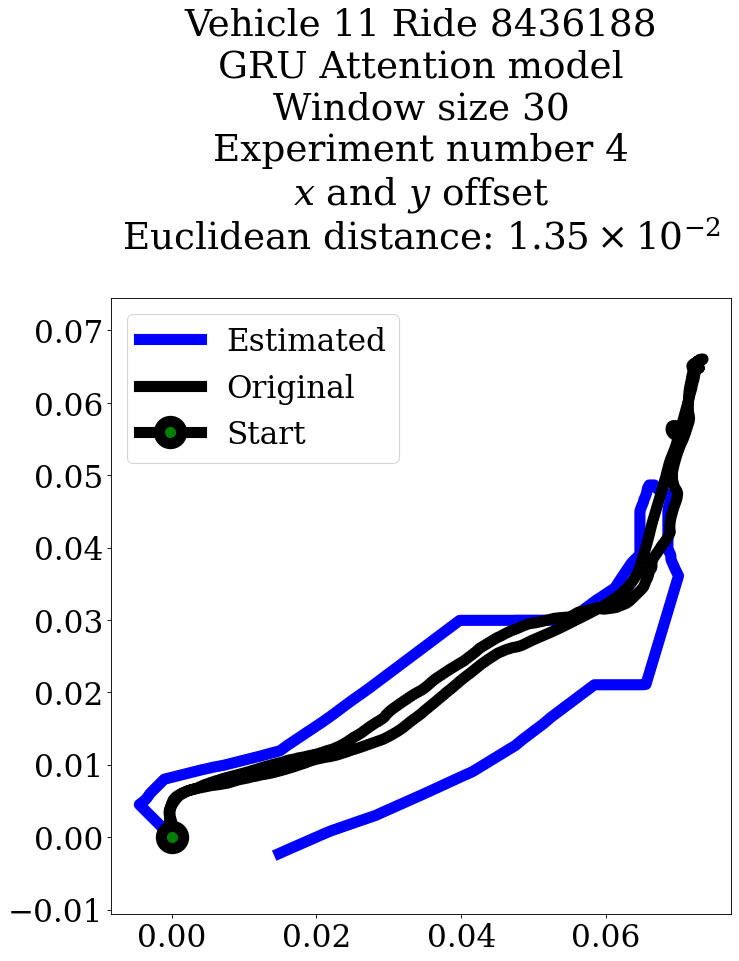 Vehicle 11 Ride 8436188
GRU Attention model
Window size 30
Experiment number 4
x and y offset
Euclidean distance: 1.35 × 10⁻²
Estimated
Original
Start
0.07
0.06
0.05
0.04
0.03
0.02
0.01
0.00
−0.01
0.00 0.02 0.04 0.06